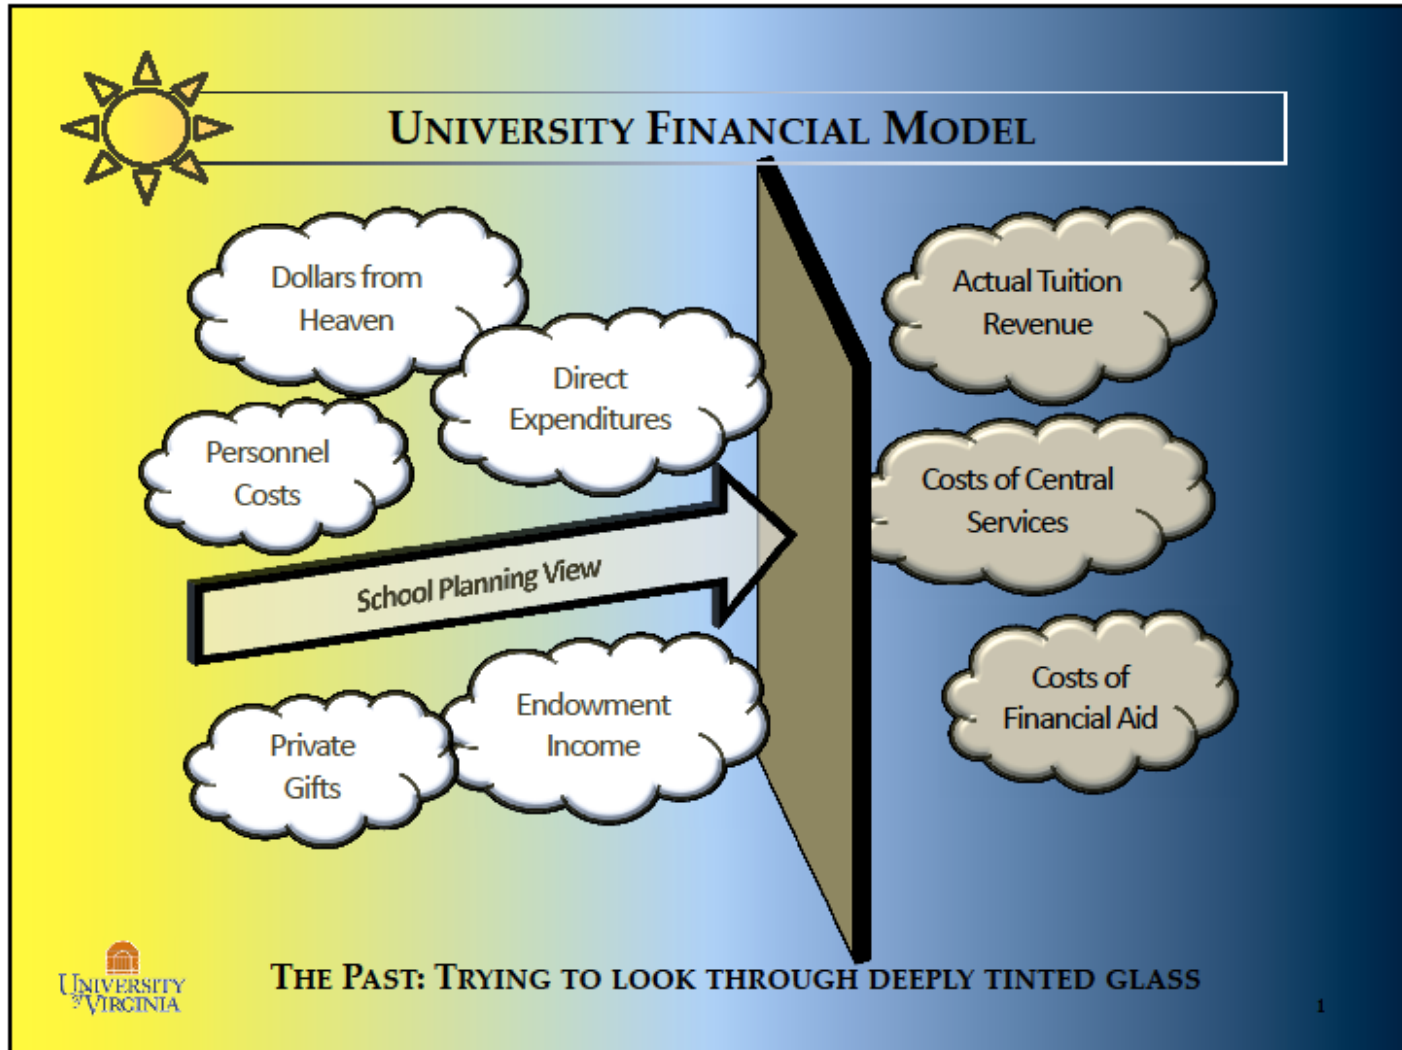 UNIVERSITY FINANCIAL MODEL
Dollars from
Heaven
Direct
Expenditures
Personnel
Costs
School Planning View
Private
Gifts
Endowment
Income
Actual Tuition
Revenue
Costs of Central
Services
Costs of
Financial Aid
UNIVERSITY
of VIRGINIA
THE PAST: TRYING TO LOOK THROUGH DEEPLY TINTED GLASS
1